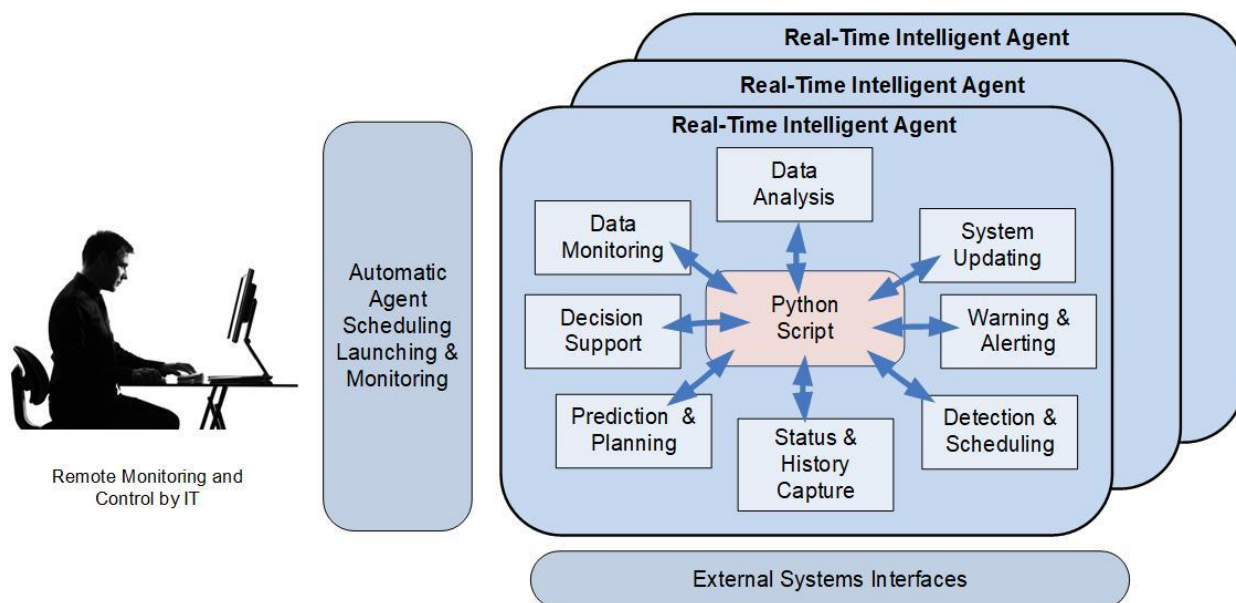 Real-Time Intelligent Agent
Real-Time Intelligent Agent
Real-Time Intelligent Agent
Data
Analysis
Data
Monitoring
System
Updating
Automatic
Agent
Scheduling
Launching &
Monitoring
Python
Script
Decision
Support
Warning &
Alerting
Prediction &
Planning
Status &
History
Capture
Detection &
Scheduling
Remote Monitoring and
Control by IT
External Systems Interfaces